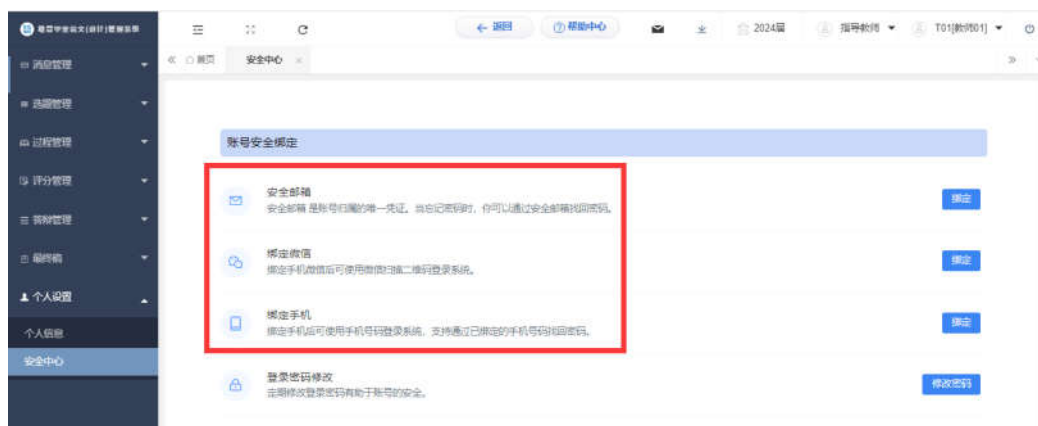 返回
帮助中心
2024届
指导教师
T01[教师01]
消息管理
首页
安全中心
选题管理
过程管理
评分管理
答辩管理
最终稿
个人设置
个人信息
安全中心
账号安全绑定
安全邮箱
安全邮箱 是账号归属的唯一凭证。当忘记密码时，你可以通过安全邮箱找回密码。
绑定
绑定微信
绑定手机微信后可使用微信扫描二维码登录系统。
绑定
绑定手机
绑定手机后可使用手机号码登录系统，支持通过已绑定的手机号码找回密码。
绑定
登录密码修改
定期修改登录密码有助于账号的安全。
修改密码